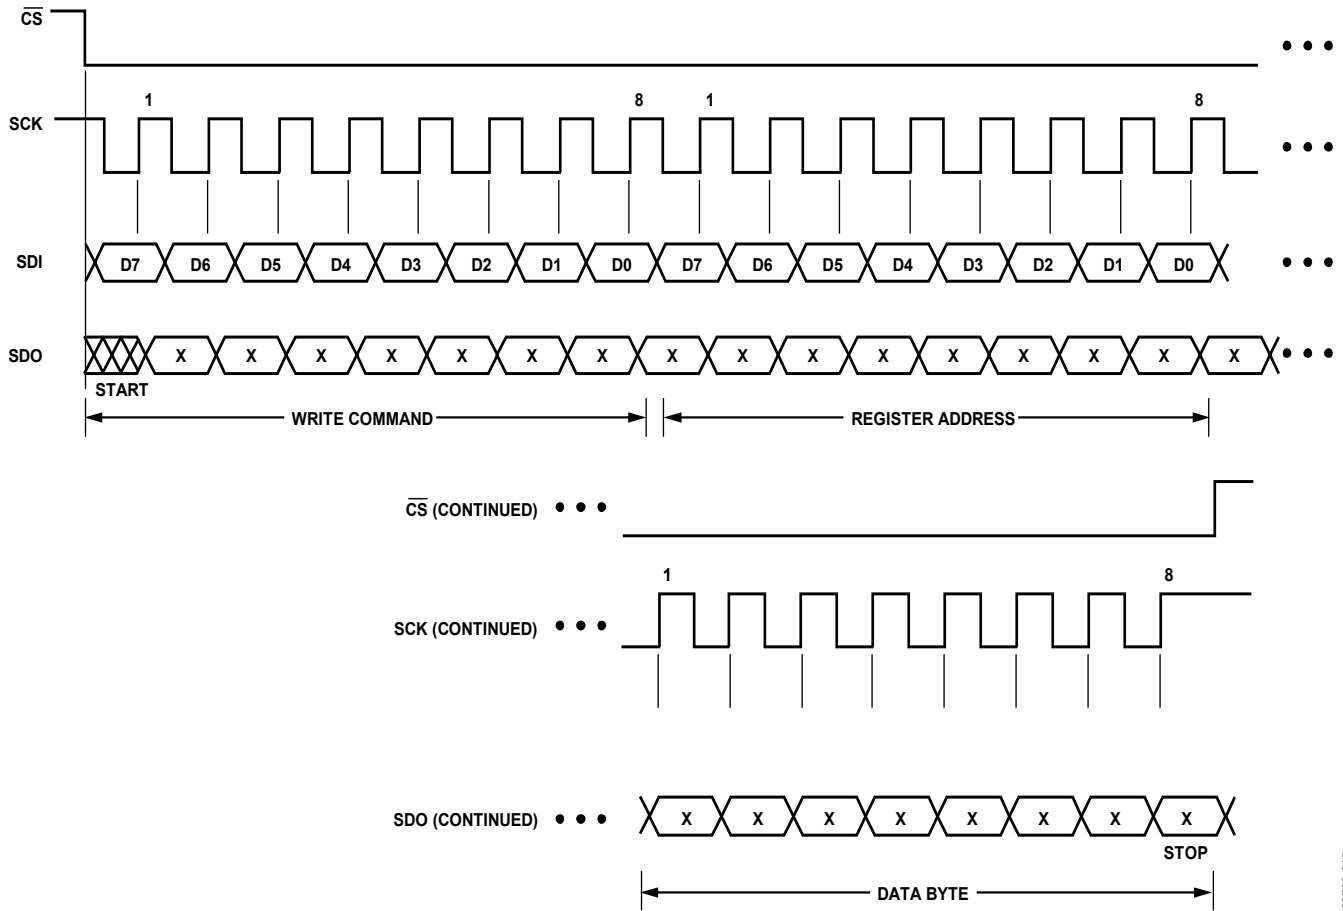 CS
1 8 1 8
SCK
SDI D7 D6 D5 D4 D3 D2 D1 D0 D7 D6 D5 D4 D3 D2 D1 D0
SDO X X X X X X X X X X X X X X X X
START
WRITE COMMAND REGISTER ADDRESS
CS (CONTINUED)
1 8
SCK (CONTINUED)
SDO (CONTINUED) X X X X X X X X
STOP
DATA BYTE